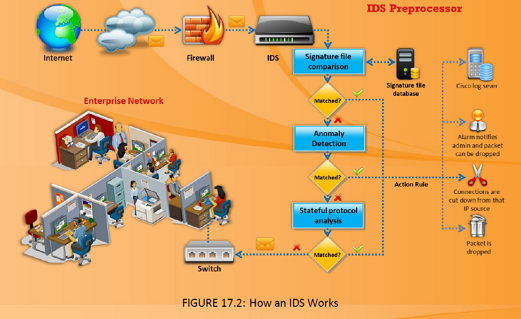 IDS Preprocessor
Internet
Firewall
IDS
Signature file
comparison
Signature file
database
Cisco log sever
Matched?
Enterprise Network
Anomaly
Detection
Alarm notifies
admin and packet
can be dropped
Matched?
Action Rule
Connections are
cut down from that
IP source
Stateful protocol
analysis
Matched?
Switch
Packet is
dropped
FIGURE 17.2: How an IDS Works